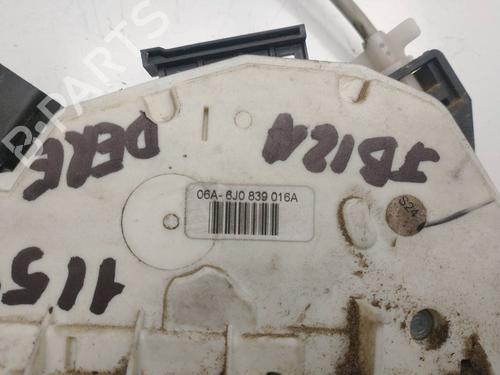 B-PARTS
DERE
IBIZA
06A- 6J0 839 016A
S24
115